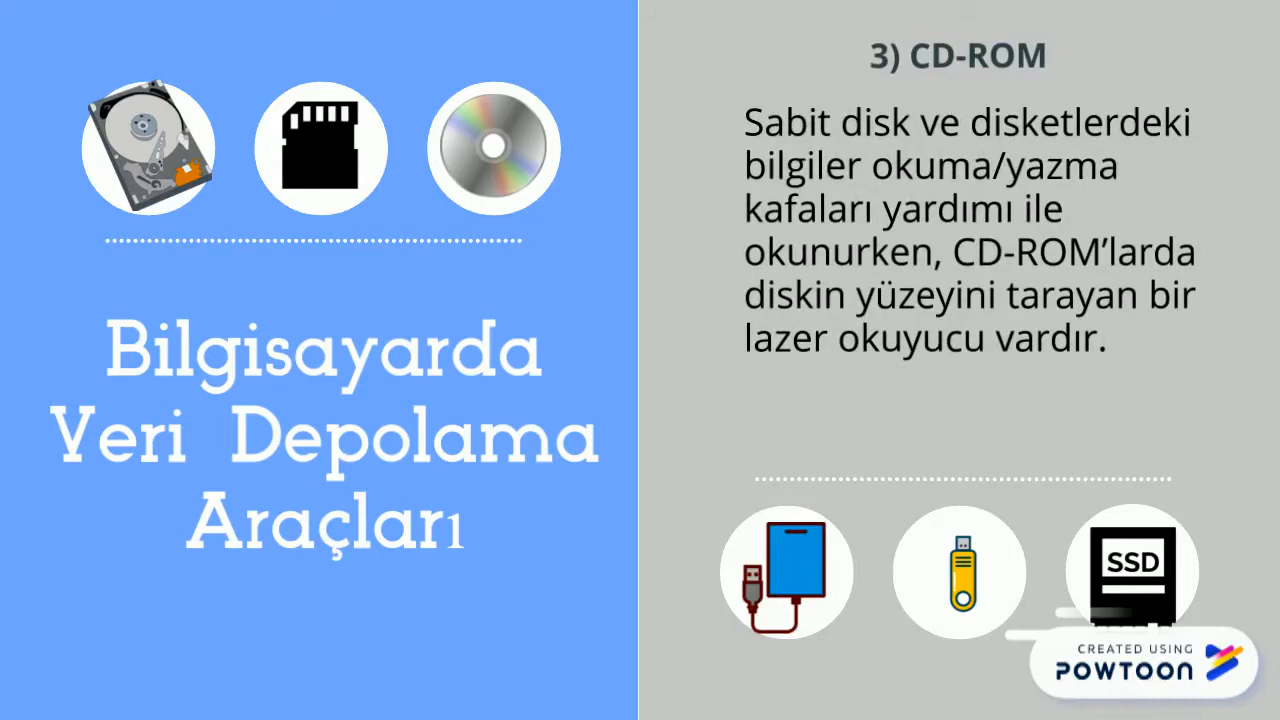 Bilgisayarda
Veri Depolama
Araçları
3) CD-ROM
Sabit disk ve disketlerdeki
bilgiler okuma/yazma
kafaları yardımı ile
okunurken, CD-ROM’larda
diskin yüzeyini tarayan bir
lazer okuyucu vardır.
SSD
CREATED USING
POWTOON